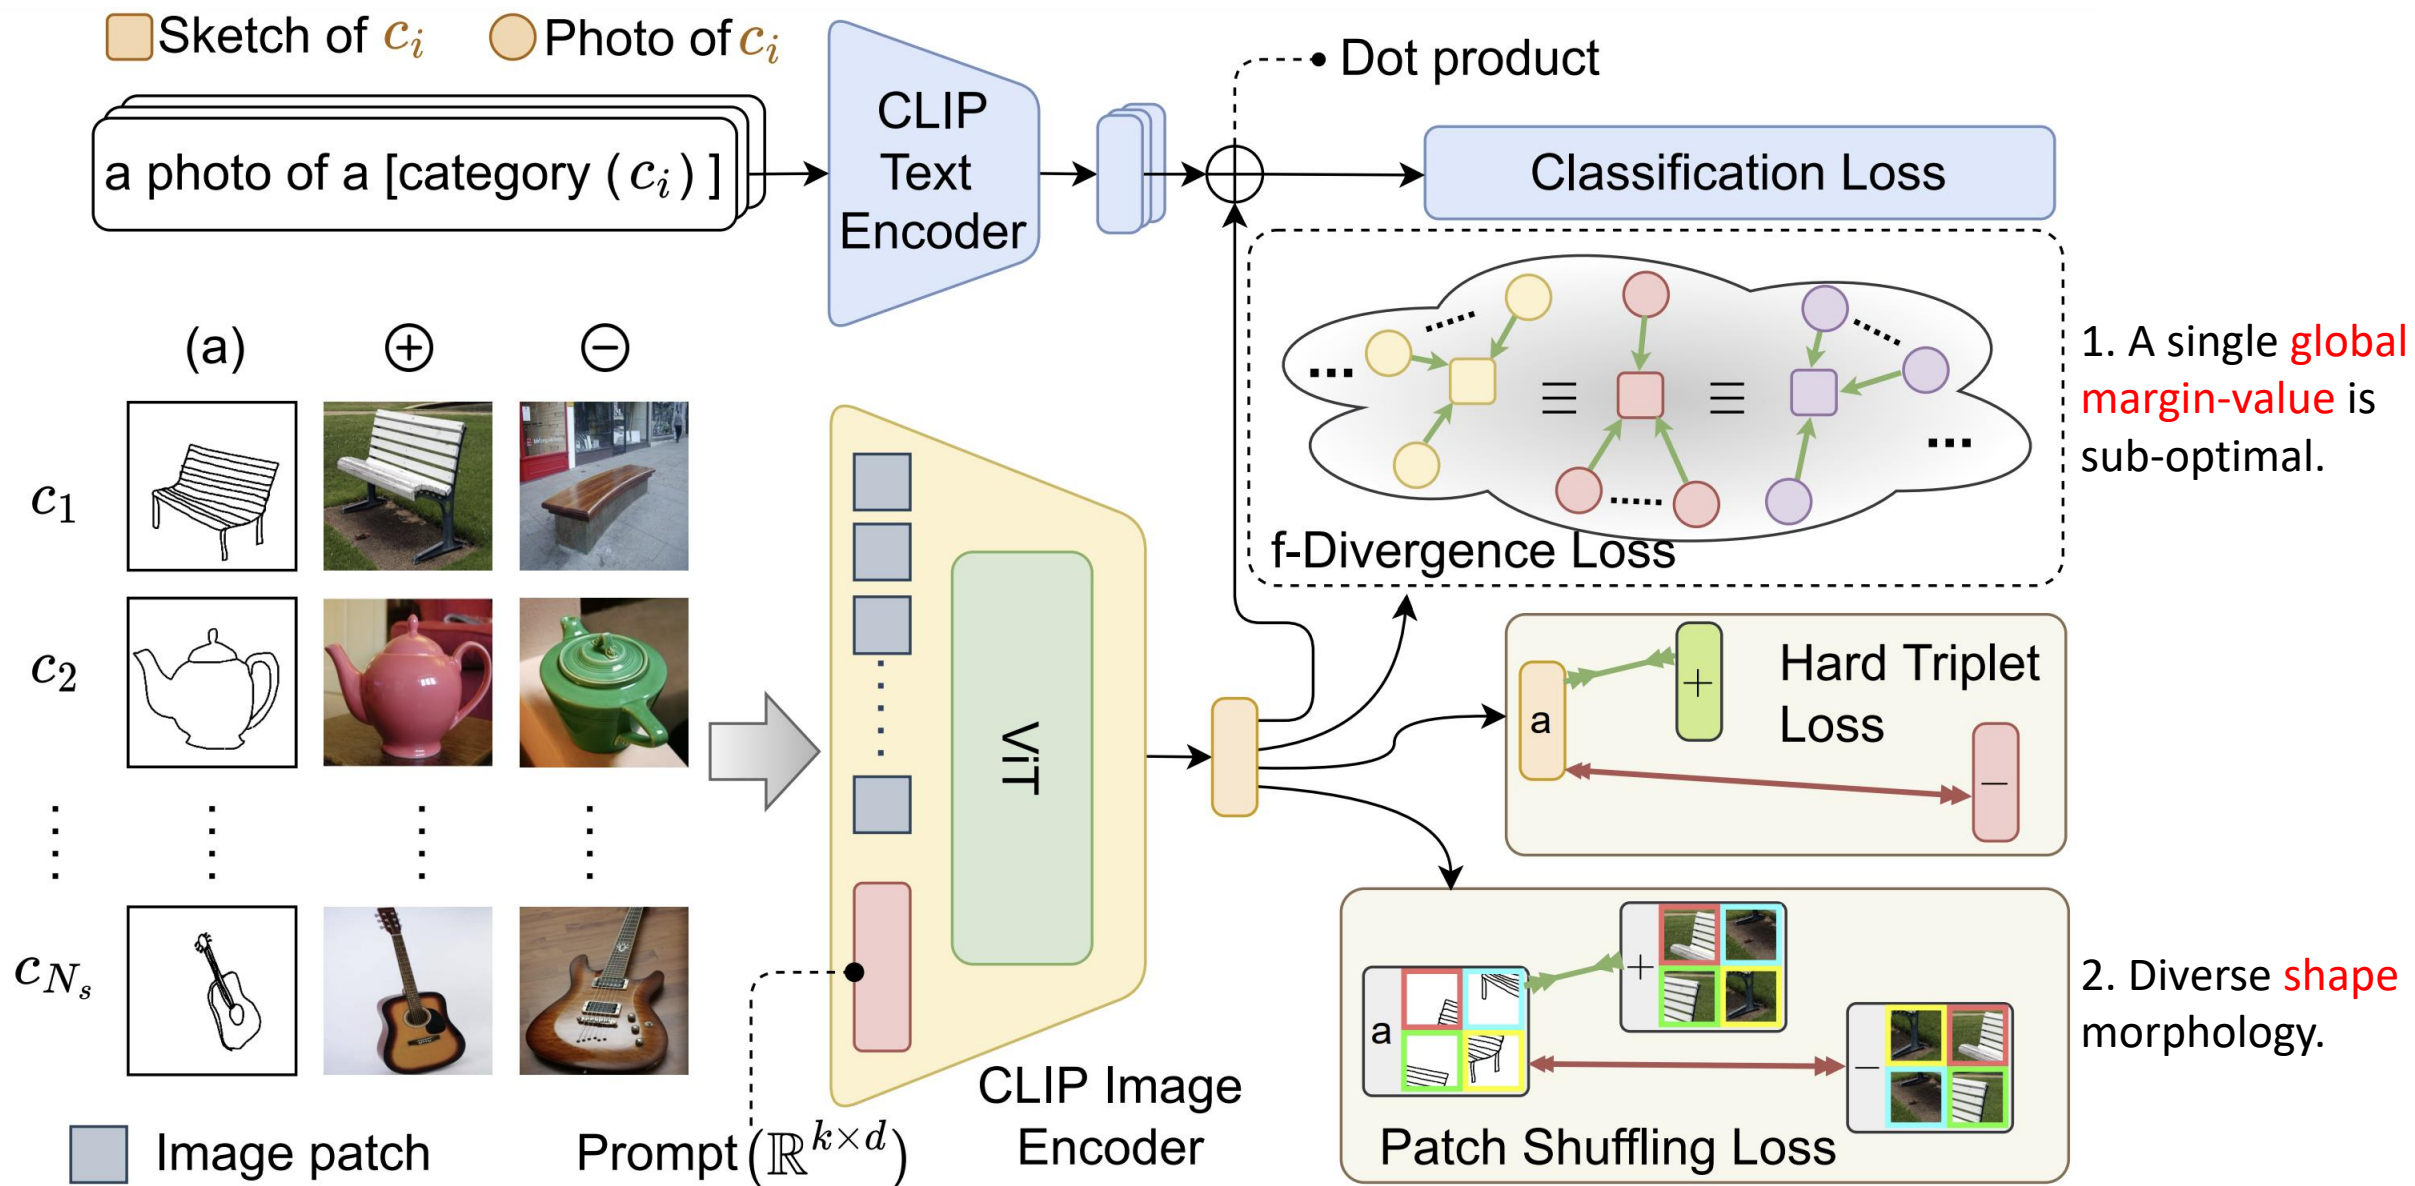 Sketch of c_i
Photo of c_i
a photo of a [category (c_i) ]
CLIP
Text
Encoder
Dot product
Classification Loss
(a) ⊕ ⊖
c_1
c_2
c_{N_s}
ViT
f-Divergence Loss
1. A single global
margin-value is
sub-optimal.
a
+
−
Hard Triplet
Loss
a
+
−
Patch Shuffling Loss
2. Diverse shape
morphology.
CLIP Image
Encoder
Image patch
Prompt(ℝ^{k×d})